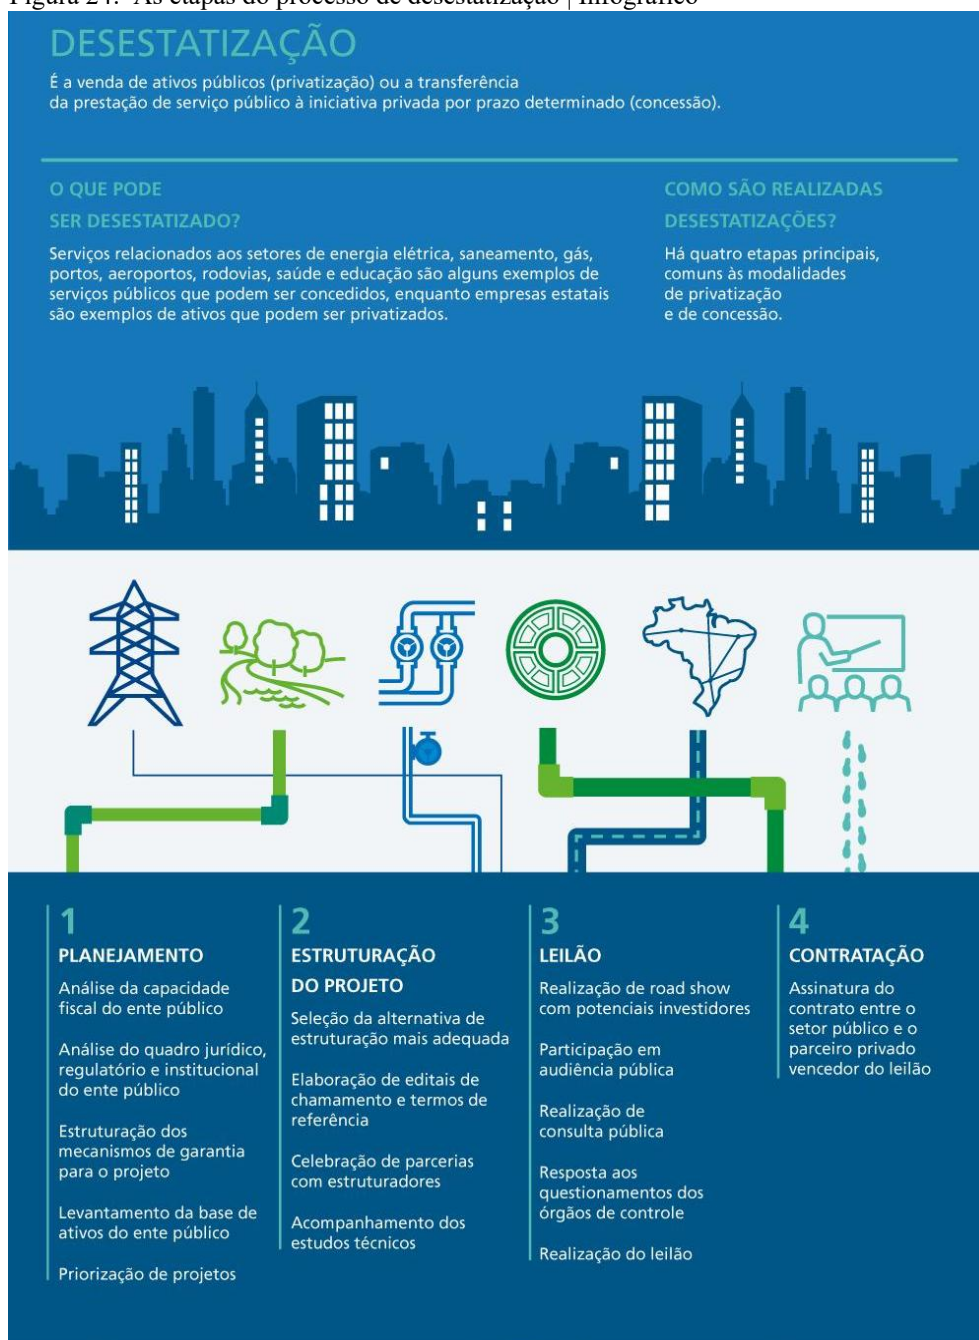 Figura 24: As etapas do processo de desestatização | Infográfico
DESESTATIZAÇÃO
É a venda de ativos públicos (privatização) ou a transferência
da prestação de serviço público à iniciativa privada por prazo determinado (concessão).
O QUE PODE
SER DESESTATIZADO?
Serviços relacionados aos setores de energia elétrica, saneamento, gás,
portos, aeroportos, rodovias, saúde e educação são alguns exemplos de
serviços públicos que podem ser concedidos, enquanto empresas estatais
são exemplos de ativos que podem ser privatizados.
COMO SÃO REALIZADAS
DESESTATIZAÇÕES?
Há quatro etapas principais,
comuns às modalidades
de privatização
e de concessão.
1
PLANEJAMENTO
Análise da capacidade
fiscal do ente público
Análise do quadro jurídico,
regulatório e institucional
do ente público
Estruturação dos
mecanismos de garantia
para o projeto
Levantamento da base de
ativos do ente público
Priorização de projetos
2
ESTRUTURAÇÃO
DO PROJETO
Seleção da alternativa de
estruturação mais adequada
Elaboração de editais de
chamamento e termos de
referência
Celebração de parcerias
com estruturadores
Acompanhamento dos
estudos técnicos
3
LEILÃO
Realização de road show
com potenciais investidores
Participação em
audiência pública
Realização de
consulta pública
Resposta aos
questionamentos dos
órgãos de controle
Realização do leilão
4
CONTRATAÇÃO
Assinatura do
contrato entre o
setor público e o
parceiro privado
vencedor do leilão